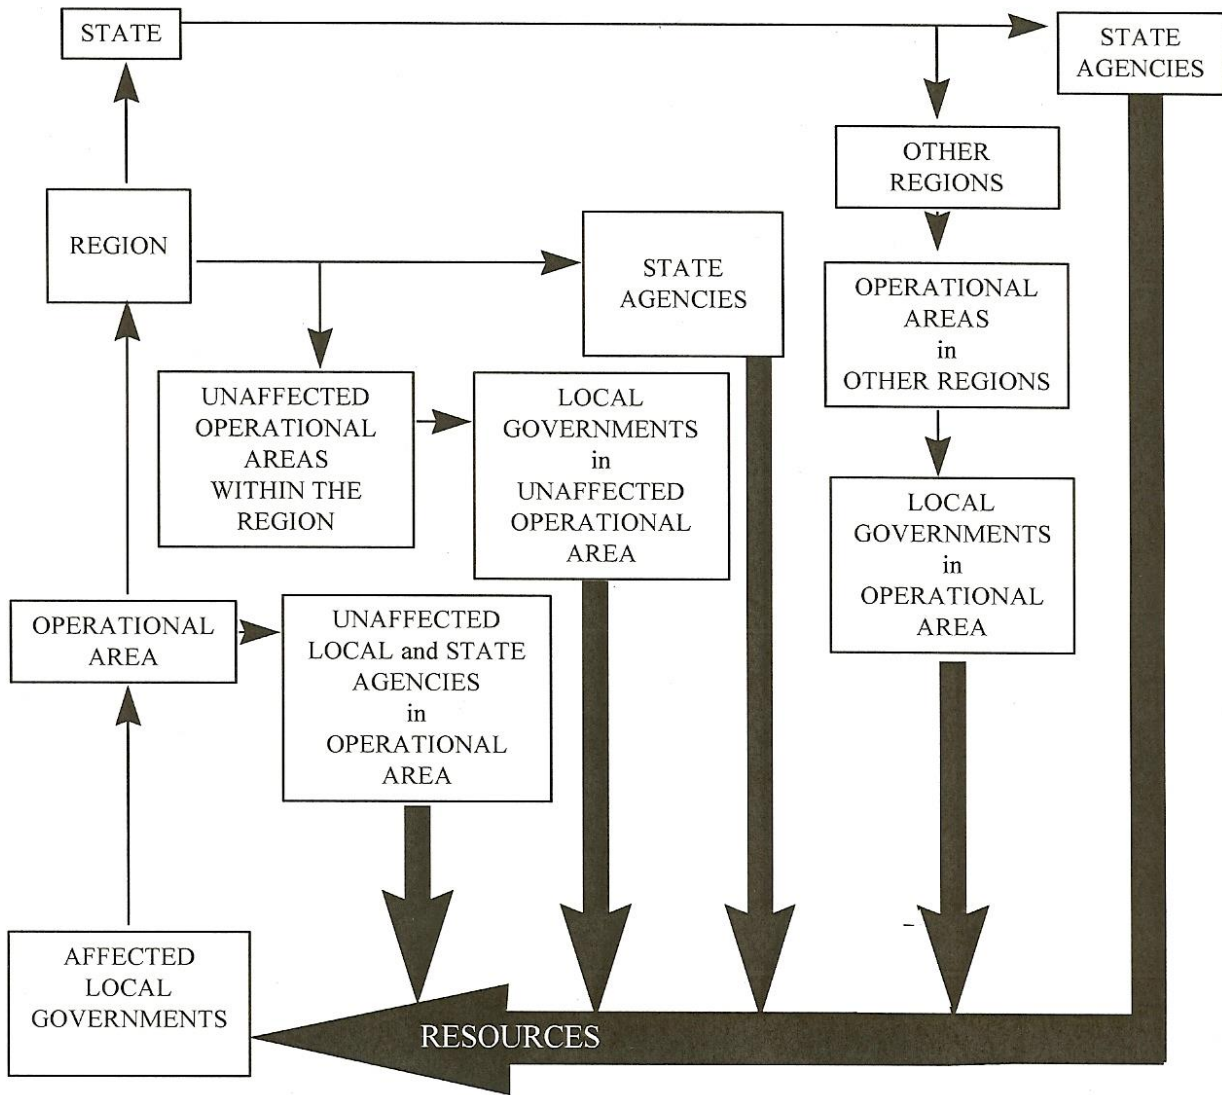 STATE
STATE
AGENCIES
OTHER
REGIONS
REGION
STATE
AGENCIES
OPERATIONAL
AREAS
in
OTHER REGIONS
UNAFFECTED
OPERATIONAL
AREAS
WITHIN THE
REGION
LOCAL
GOVERNMENTS
in
UNAFFECTED
OPERATIONAL
AREA
LOCAL
GOVERNMENTS
in
OPERATIONAL
AREA
OPERATIONAL
AREA
UNAFFECTED
LOCAL and STATE
AGENCIES
in
OPERATIONAL
AREA
AFFECTED
LOCAL
GOVERNMENTS
RESOURCES